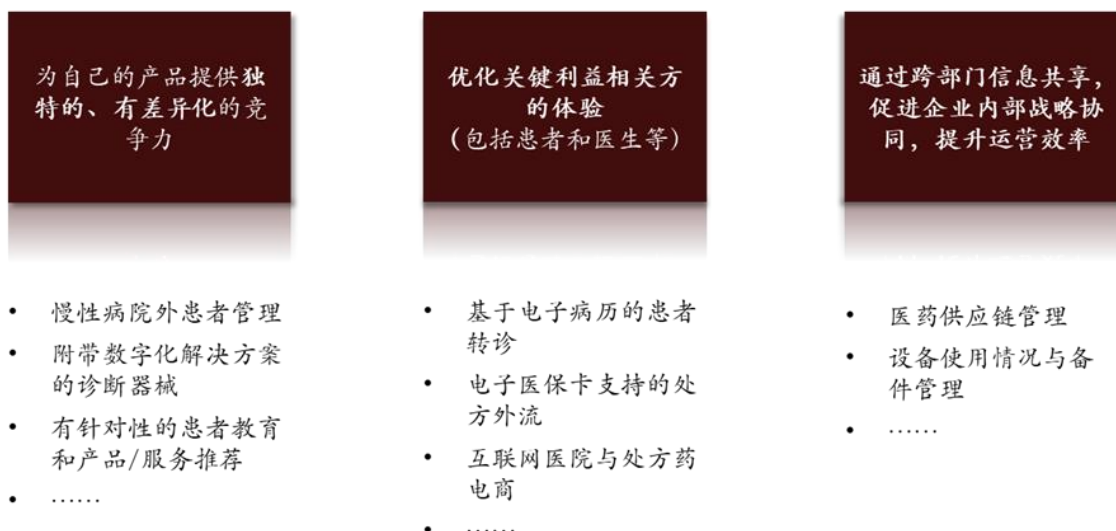 为自己的产品提供独
特的、有差异化的竞
争力
• 慢性病院外患者管理
• 附带数字化解决方案
的诊断器械
• 有针对性的患者教育
和产品/服务推荐
• ……
优化关键利益相关方
的体验
（包括患者和医生等）
• 基于电子病历的患者
转诊
• 电子医保卡支持的处
方外流
• 互联网医院与处方药
电商
• ……
通过跨部门信息共享，
促进企业内部战略协
同，提升运营效率
• 医药供应链管理
• 设备使用情况与备
件管理
• ……